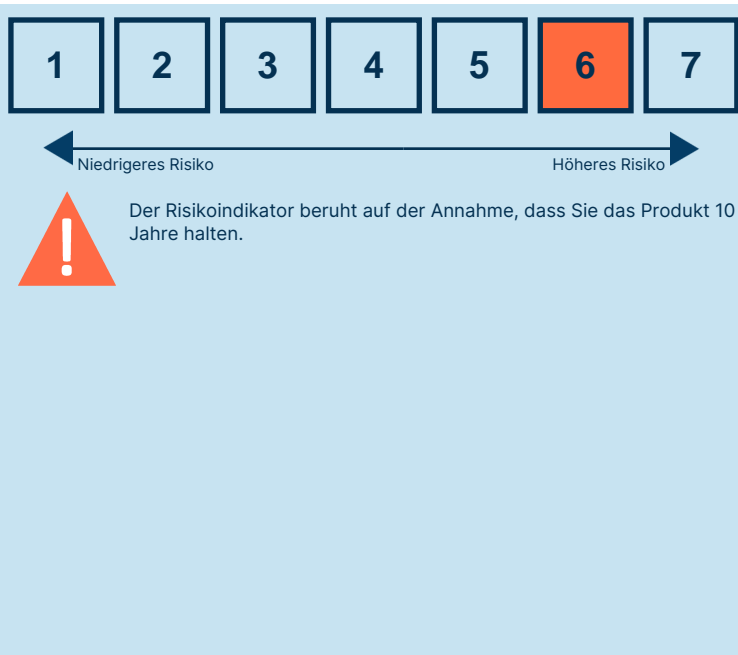 1 2 3 4 5 6 7
Niedrigeres Risiko Höheres Risiko
Der Risikoindikator beruht auf der Annahme, dass Sie das Produkt 10
Jahre halten.
!